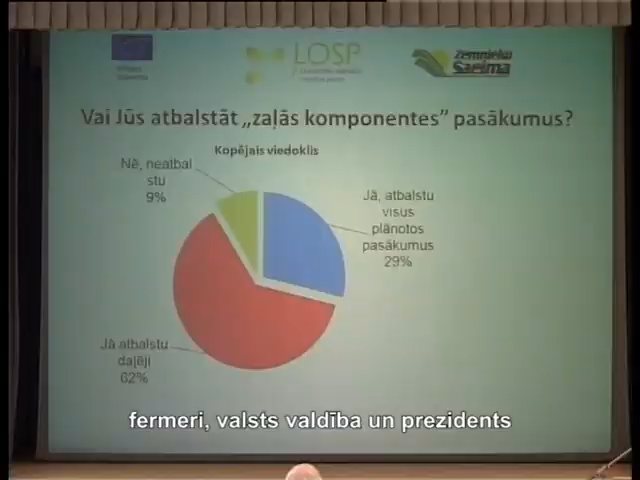 LOSP
Zemnieku
Saeima
Vai Jūs atbalstāt „zaļās komponentes” pasākumus?
Kopējais viedoklis
Nē, neatbal
stu
9%
Jā, atbalstu
visus
plānotos
pasākumus
29%
Jā atbalstu
daļēji
62%
fermeri, valsts valdība un prezidents